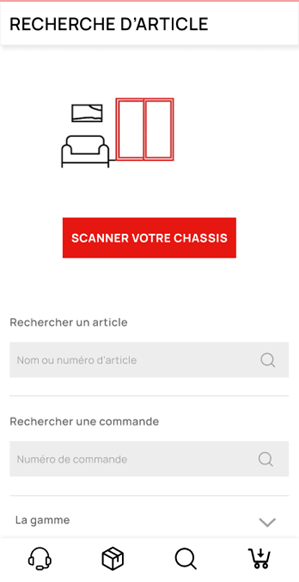 RECHERCHE D'ARTICLE
SCANNER VOTRE CHASSIS
Rechercher un article
Nom ou numéro d'article
Rechercher une commande
Numéro de commande
La gamme